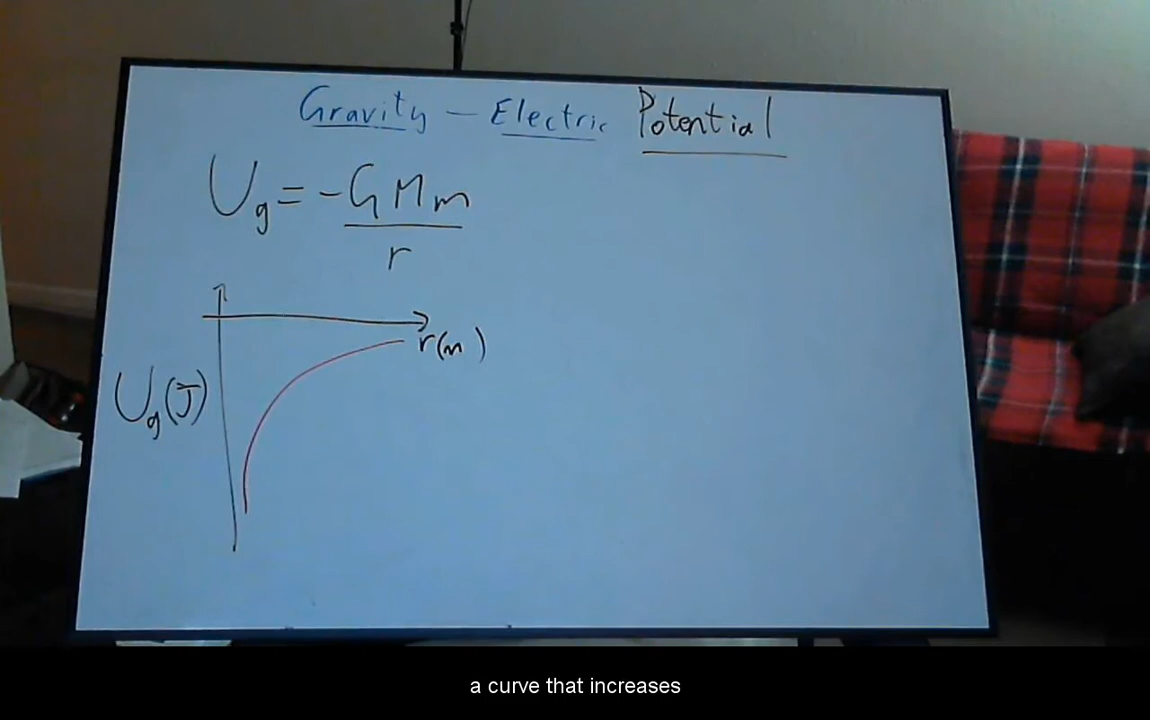 Gravity - Electric Potential
Ug = -GMm
r
r(m)
Ug(J)
a curve that increases